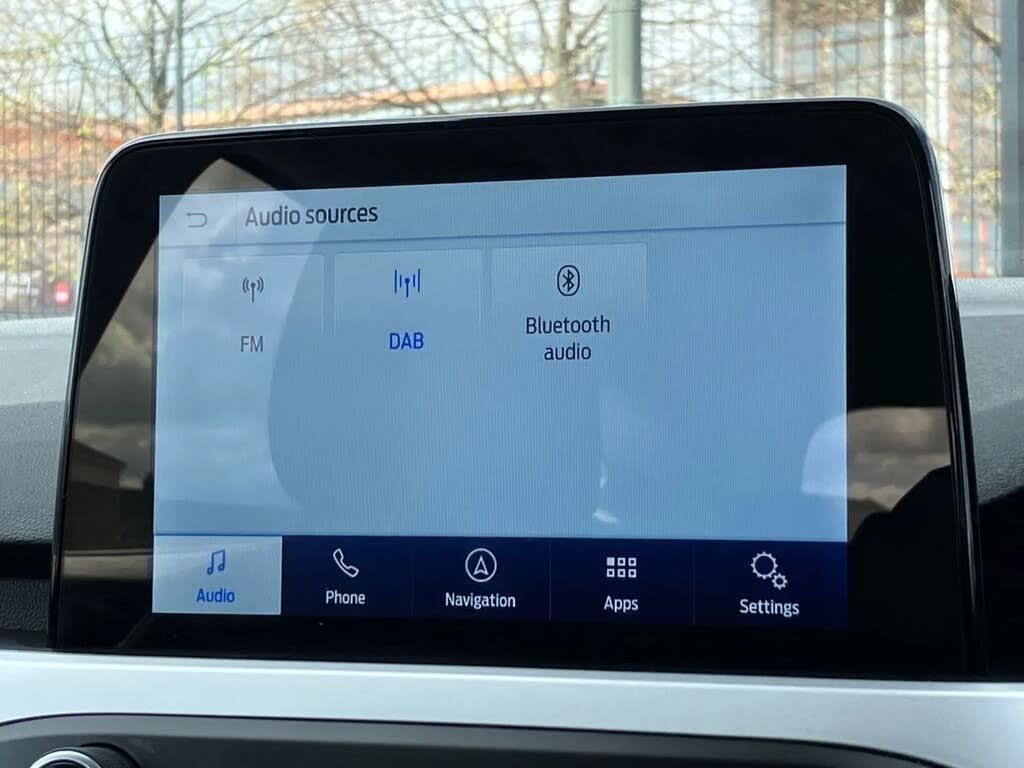 Audio sources
FM
DAB
Bluetooth
audio
Audio
Phone
Navigation
Apps
Settings